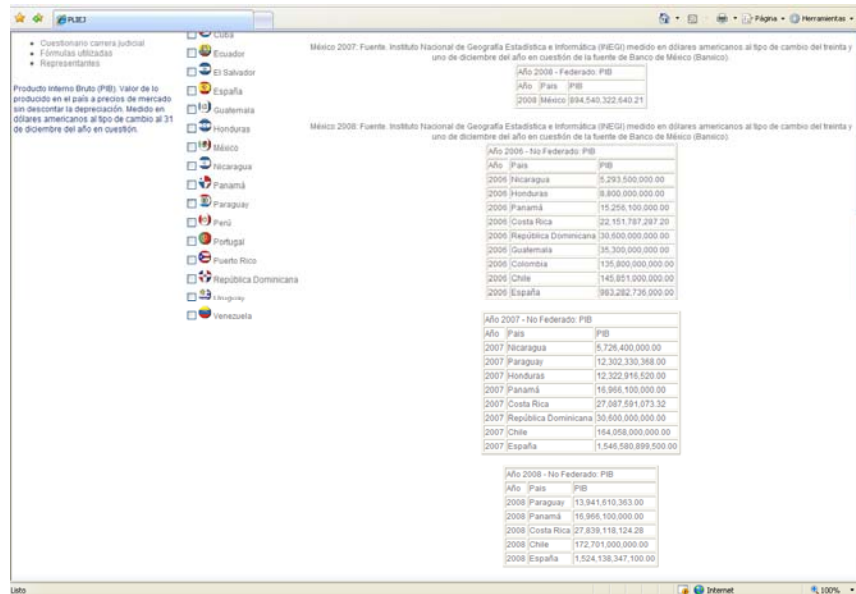 PLIEJ
Página
Herramientas
Cuestionario carrera judicial
Fórmulas utilizadas
Representantes
Producto Interno Bruto (PIB). Valor de lo
producido en el país a precios de mercado
sin descontar la depreciación. Medido en
dólares americanos al tipo de cambio al 31
de diciembre del año en cuestión.
Cuba
Ecuador
El Salvador
España
Guatemala
Honduras
México
Nicaragua
Panamá
Paraguay
Perú
Portugal
Puerto Rico
República Dominicana
Uruguay
Venezuela
México 2007: Fuente. Instituto Nacional de Geografía Estadística e Informática (INEGI) medido en dólares americanos al tipo de cambio del treinta y
uno de diciembre del año en cuestión de la fuente de Banco de México (Banxico).
Año 2008 - Federado: PIB
Año País PIB
2008 México 894,540,322,640.21
México 2008: Fuente. Instituto Nacional de Geografía Estadística e Informática (INEGI) medido en dólares americanos al tipo de cambio del treinta y
uno de diciembre del año en cuestión de la fuente de Banco de México (Banxico).
Año 2006 - No Federado: PIB
Año País PIB
2006 Nicaragua 5,293,500,000.00
2006 Honduras 8,800,000,000.00
2006 Panamá 15,256,100,000.00
2006 Costa Rica 22,151,787,297.20
2006 República Dominicana 30,600,000,000.00
2006 Guatemala 35,300,000,000.00
2006 Colombia 135,800,000,000.00
2006 Chile 145,851,000,000.00
2006 España 983,282,736,000.00
Año 2007 - No Federado: PIB
Año País PIB
2007 Nicaragua 5,726,400,000.00
2007 Paraguay 12,302,330,368.00
2007 Honduras 12,322,916,520.00
2007 Panamá 16,966,100,000.00
2007 Costa Rica 27,087,591,073.32
2007 República Dominicana 30,600,000,000.00
2007 Chile 164,058,000,000.00
2007 España 1,546,580,899,500.00
Año 2008 - No Federado: PIB
Año País PIB
2008 Paraguay 13,941,610,363.00
2008 Panamá 16,966,100,000.00
2008 Costa Rica 27,839,118,124.28
2008 Chile 172,701,000,000.00
2008 España 1,524,138,347,100.00
Listo
Internet
100%